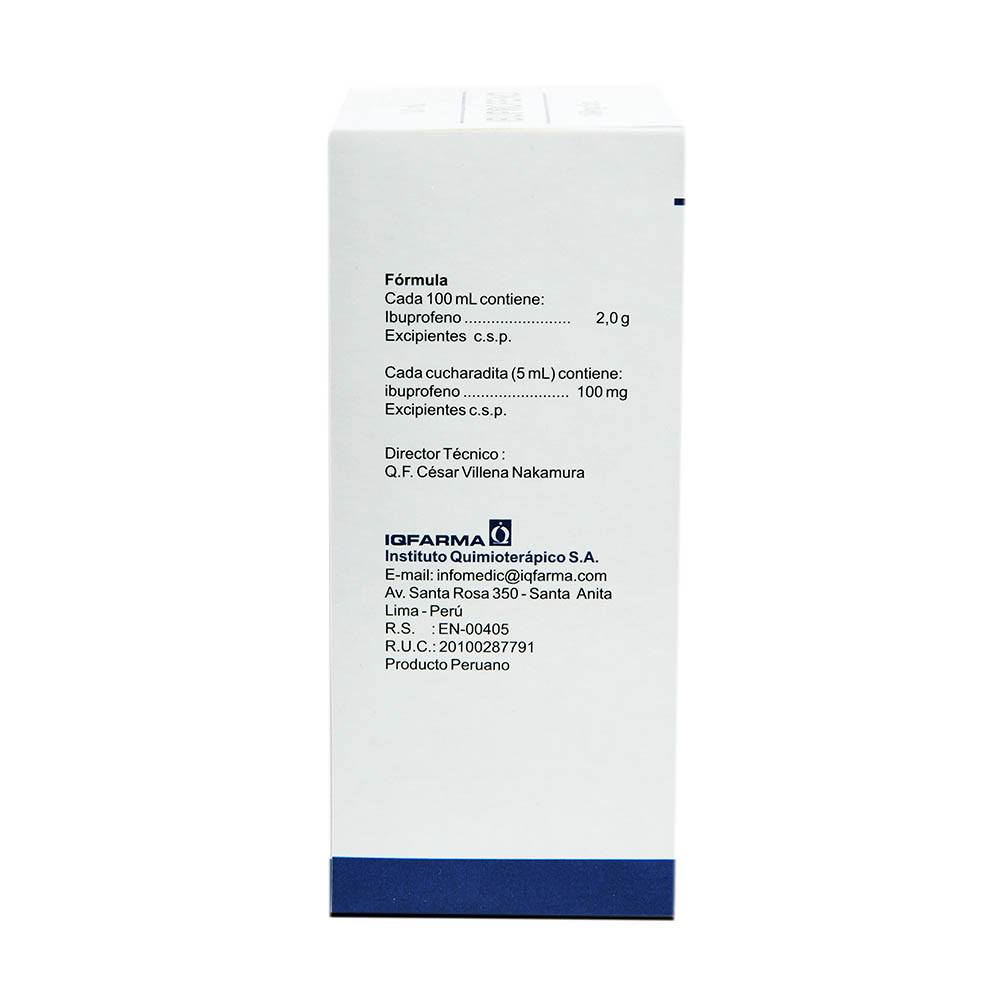 IBUPROFENO
Fórmula
Cada 100 mL contiene:
Ibuprofeno ........................ 2,0 g
Excipientes c.s.p.
Cada cucharadita (5 mL) contiene:
ibuprofeno ........................ 100 mg
Excipientes c.s.p.
Director Técnico :
Q.F. César Villena Nakamura
IQFARMA
Instituto Quimioterápico S.A.
E-mail: infomedic@iqfarma.com
Av. Santa Rosa 350 - Santa Anita
Lima - Perú
R.S. : EN-00405
R.U.C.: 20100287791
Producto Peruano